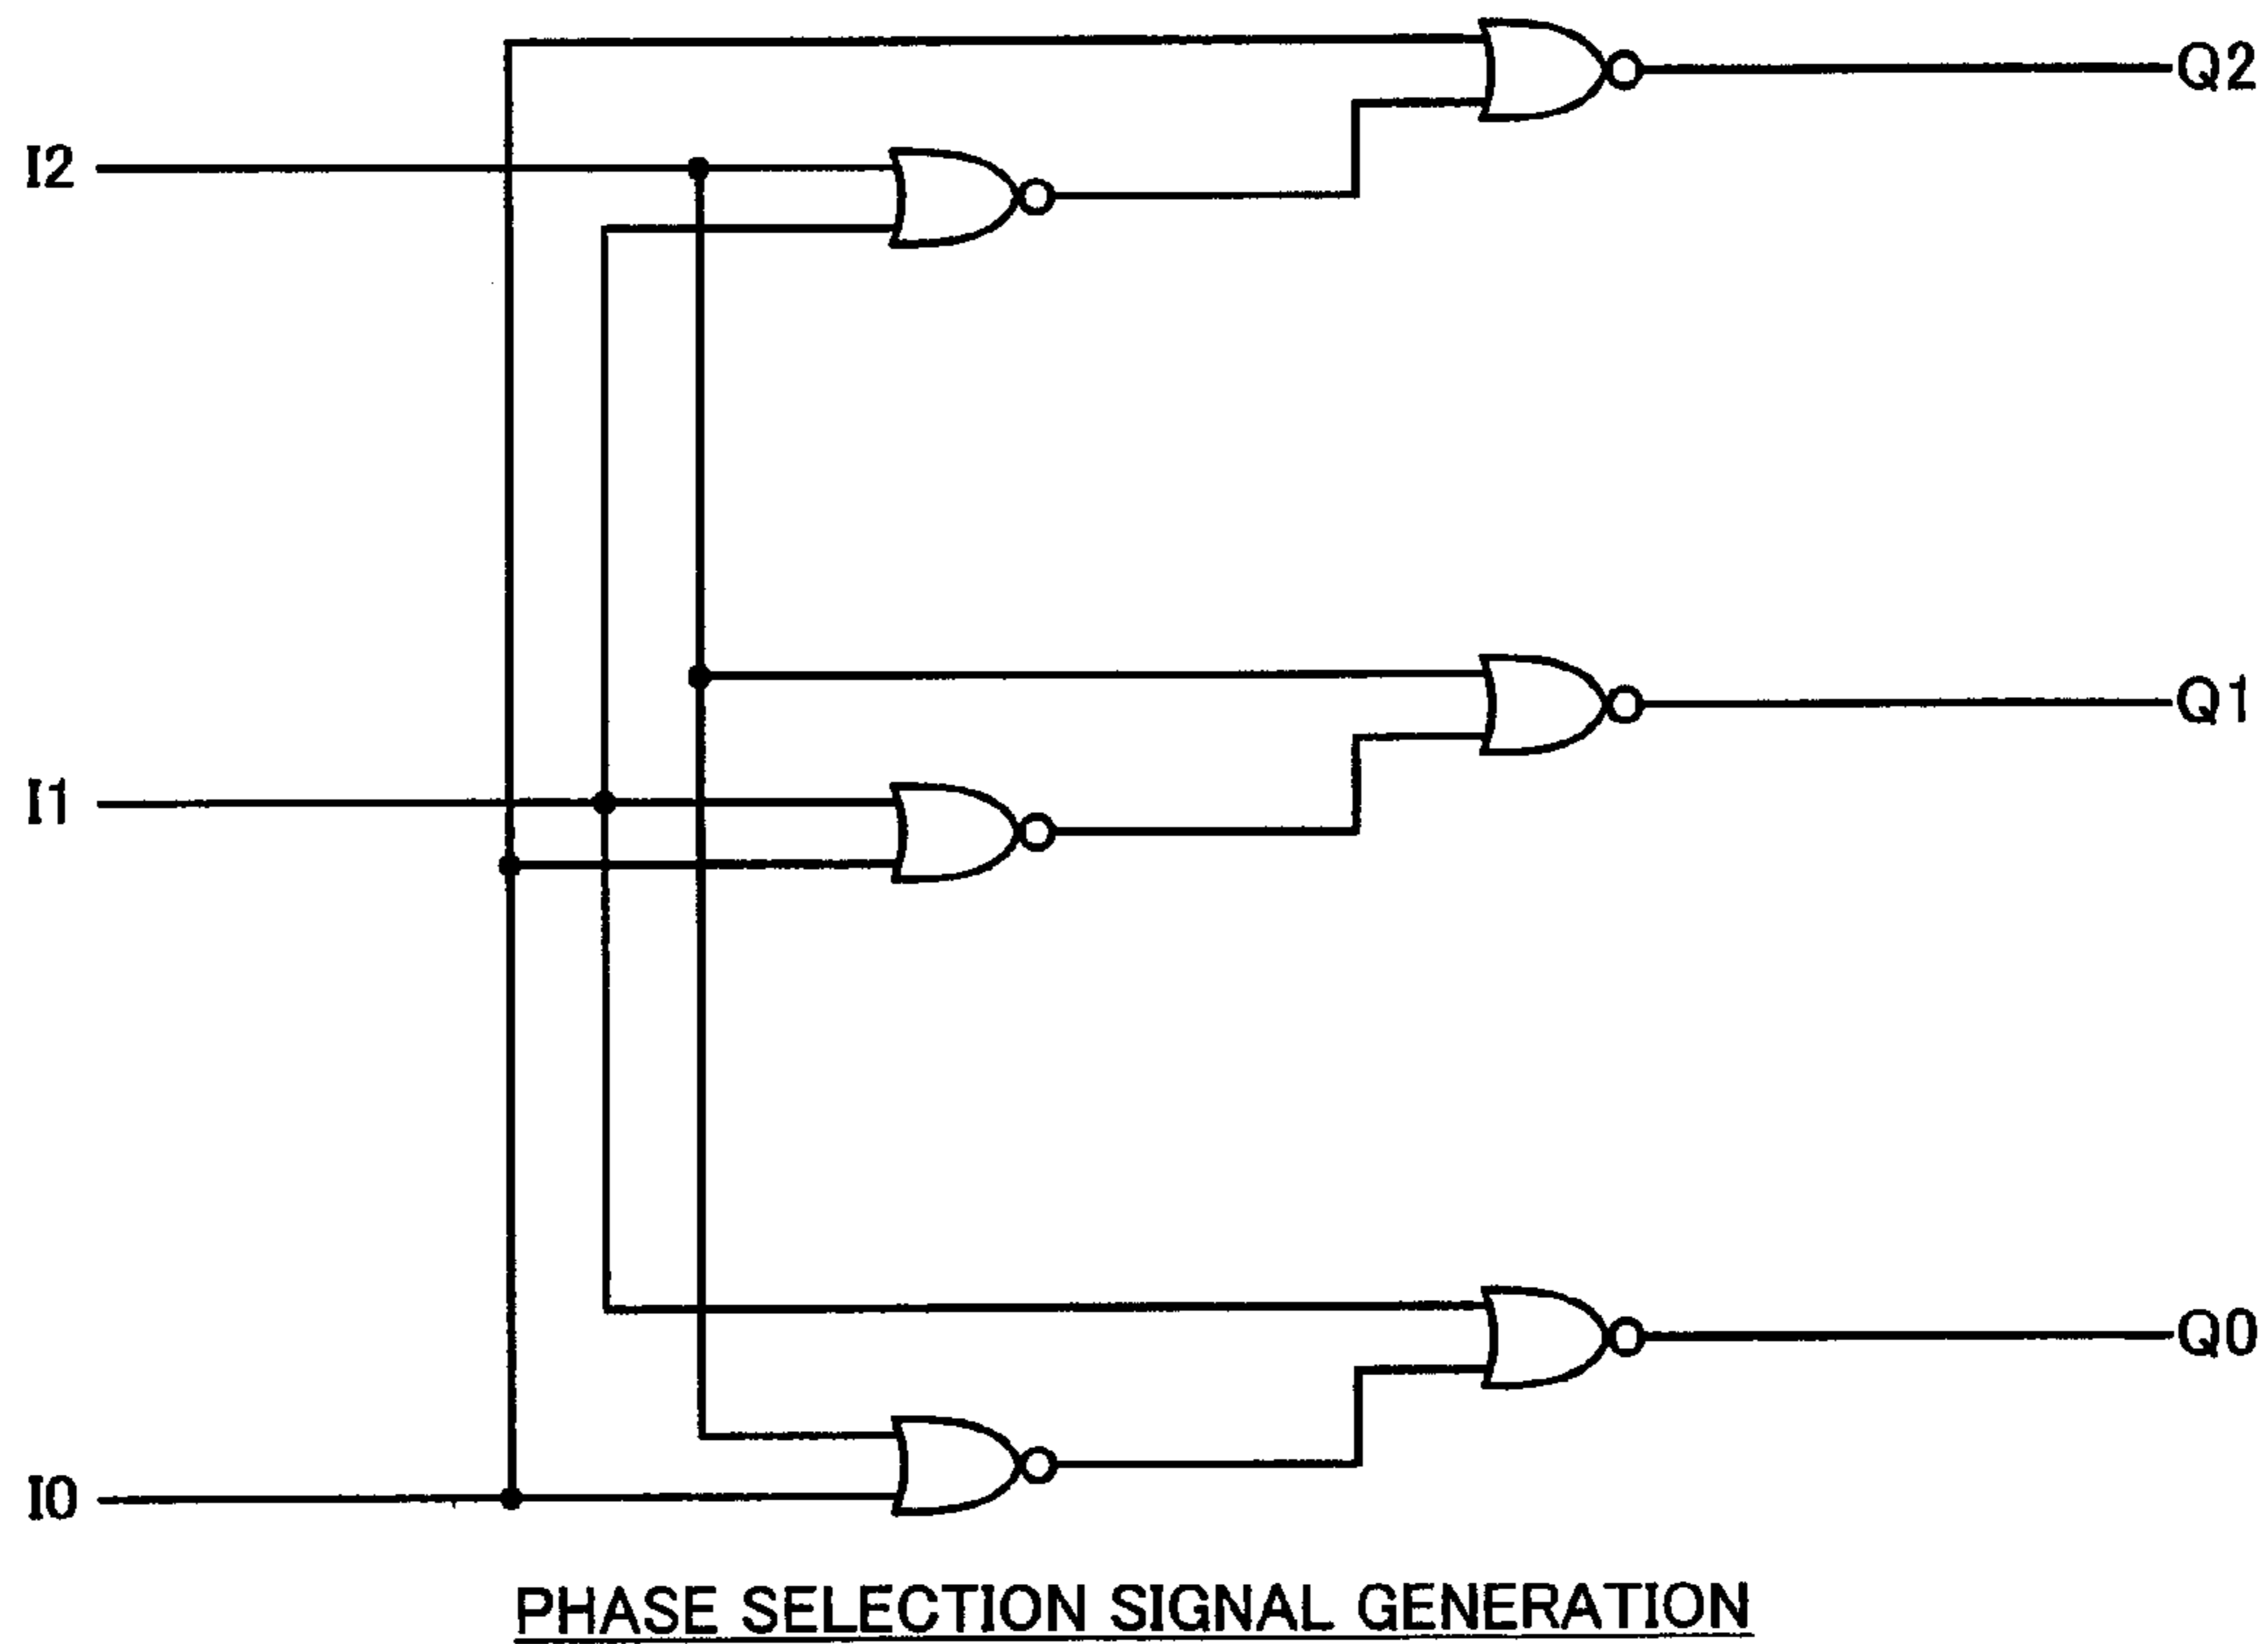 Q2
I2
Q1
I1
Q0
I0
PHASE SELECTION SIGNAL GENERATION